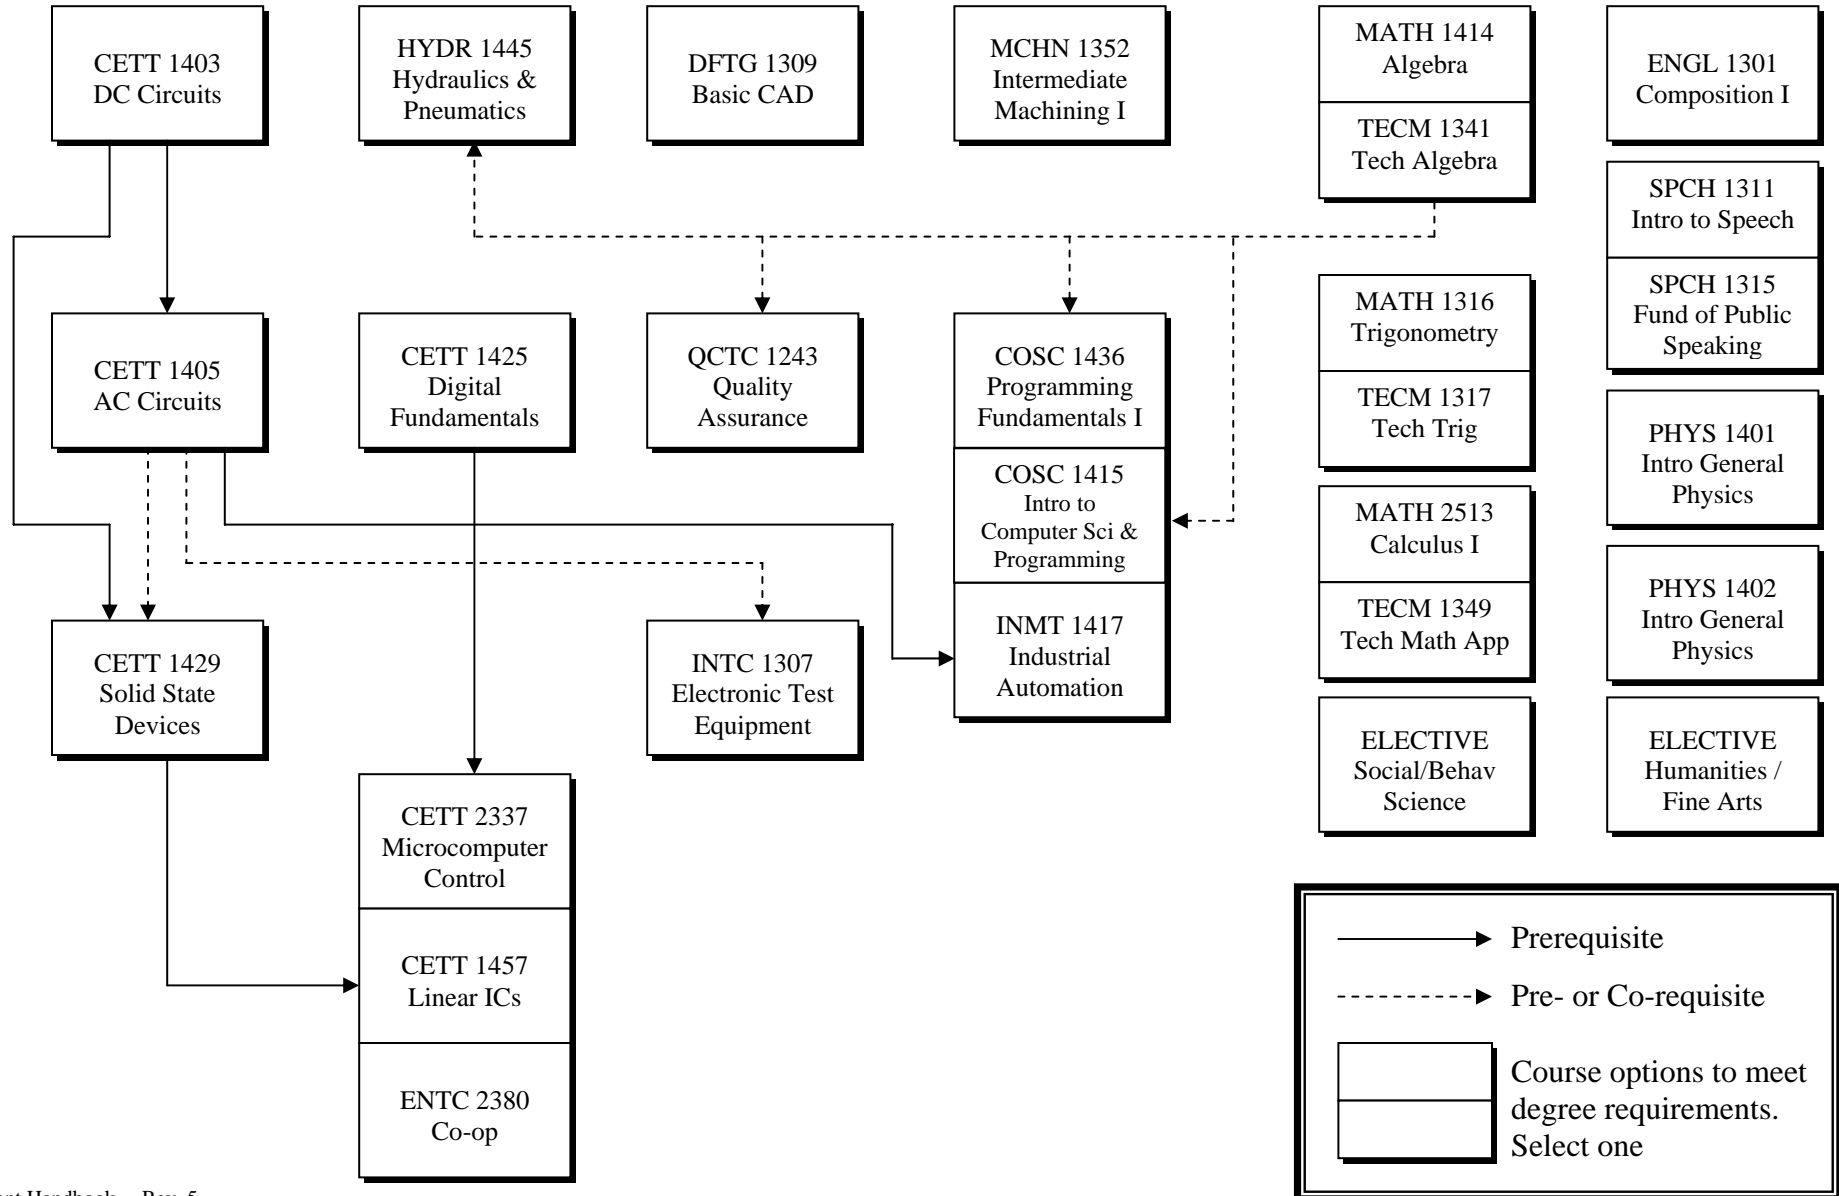 CETT 1403
DC Circuits
HYDR 1445
Hydraulics &
Pneumatics
DFTG 1309
Basic CAD
MCHN 1352
Intermediate
Machining I
MATH 1414
Algebra
TECM 1341
Tech Algebra
ENGL 1301
Composition I
SPCH 1311
Intro to Speech
SPCH 1315
Fund of Public
Speaking
CETT 1405
AC Circuits
CETT 1425
Digital
Fundamentals
QCTC 1243
Quality
Assurance
COSC 1436
Programming
Fundamentals I
COSC 1415
Intro to
Computer Sci &
Programming
INMT 1417
Industrial
Automation
MATH 1316
Trigonometry
TECM 1317
Tech Trig
MATH 2513
Calculus I
TECM 1349
Tech Math App
PHYS 1401
Intro General
Physics
PHYS 1402
Intro General
Physics
CETT 1429
Solid State
Devices
INTC 1307
Electronic Test
Equipment
ELECTIVE
Social/Behav
Science
ELECTIVE
Humanities /
Fine Arts
CETT 2337
Microcomputer
Control
CETT 1457
Linear ICs
ENTC 2380
Co-op
Prerequisite
Pre- or Co-requisite
Course options to meet
degree requirements.
Select one